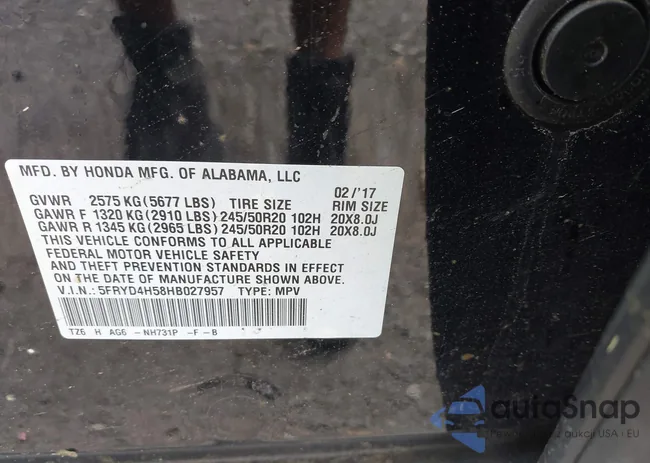 MFD. BY HONDA MFG. OF ALABAMA, LLC 02/'17
GVWR 2575 KG(5677 LBS) TIRE SIZE RIM SIZE
GAWR F 1320 KG(2910 LBS) 245/50R20 102H 20X8.0J
GAWR R 1345 KG(2965 LBS) 245/50R20 102H 20X8.0J
THIS VEHICLE CONFORMS TO ALL APPLICABLE
FEDERAL MOTOR VEHICLE SAFETY
AND THEFT PREVENTION STANDARDS IN EFFECT
ON THE DATE OF MANUFACTURE SHOWN ABOVE.
V.I.N.: 5FRYD4H58HB027957 TYPE: MPV
TZ6 H AG6 -NH731P -F-B
autoSnap
aukcji USA i EU